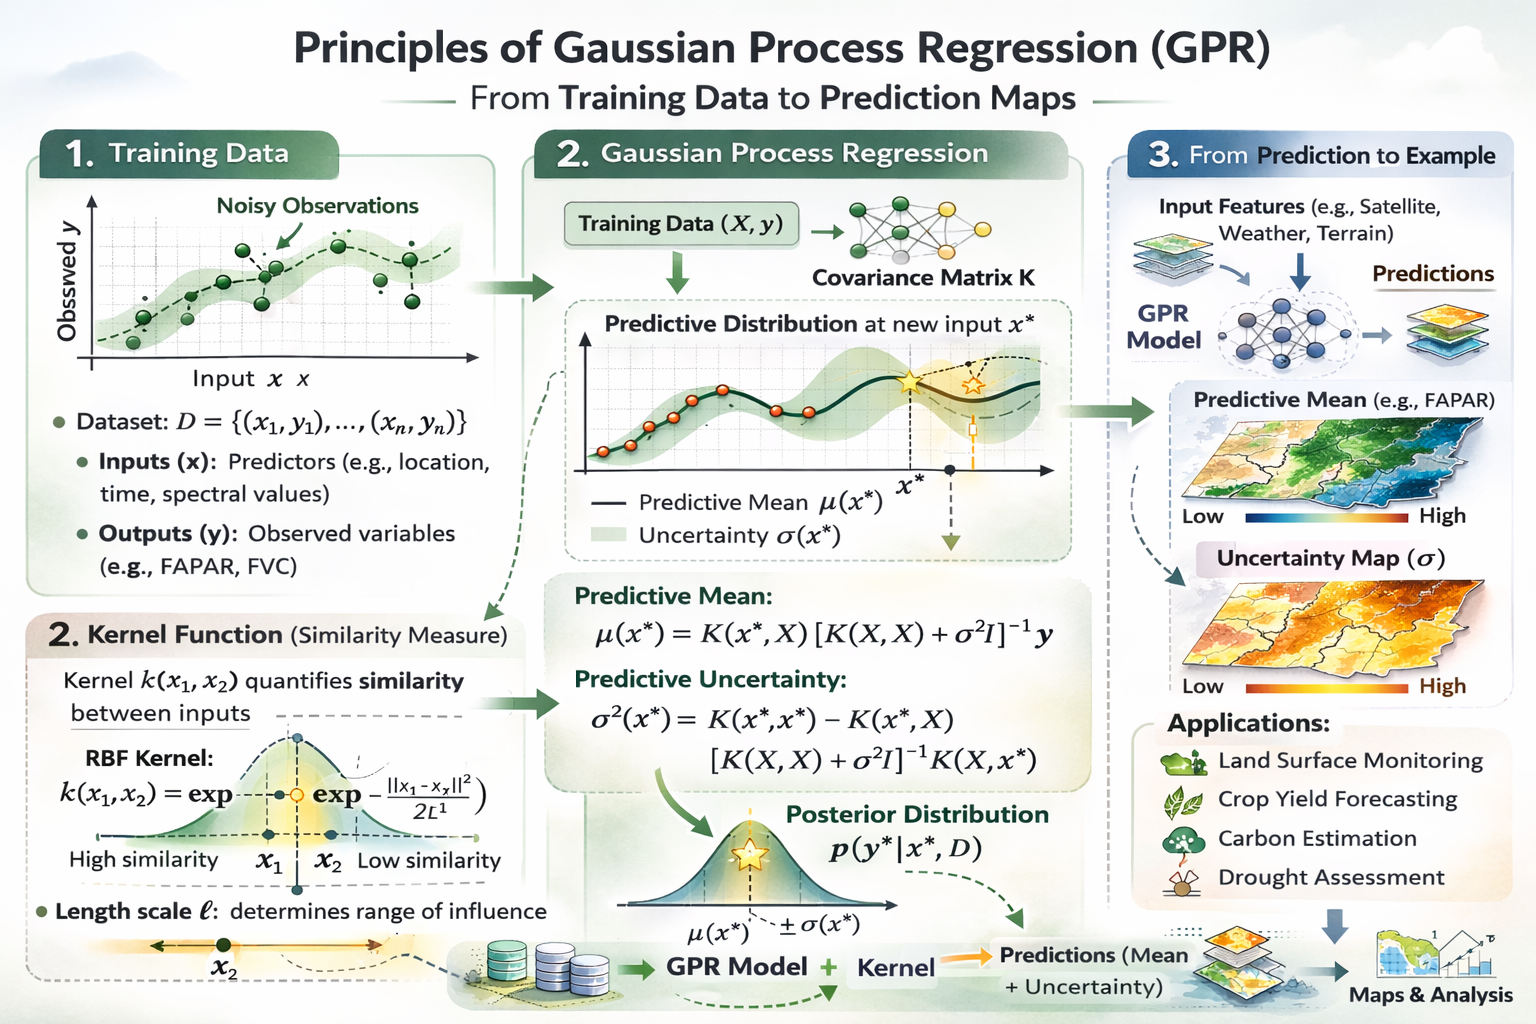 Principles of Gaussian Process Regression (GPR)
From Training Data to Prediction Maps
1. Training Data
Noisy Observations
Obsswed y
Input x x
Dataset: D = {(x₁, y₁), ..., (xₙ, yₙ)}
Inputs (x): Predictors (e.g., location,
time, spectral values)
Outputs (y): Observed variables
(e.g., FAPAR, FVC)
2. Kernel Function (Similarity Measure)
Kernel k(x₁, x₂) quantifies similarity
between inputs
RBF Kernel:
k(x₁, x₂) = exp exp − ||x₁ - xₓ||² / 2L¹ )
High similarity x₁ x₂ Low similarity
Length scale ℓ: determines range of influence
x₂
2. Gaussian Process Regression
Training Data (X, y)
Covariance Matrix K
Predictive Distribution at new input x*
x*
Predictive Mean μ(x*)
Uncertainty σ(x*)
Predictive Mean:
μ(x*) = K(x*, X) [K(X, X) + σ²I]⁻¹ y
Predictive Uncertainty:
σ²(x*) = K(x*,x*) − K(x*, X)
[K(X, X) + σ²I]⁻¹K(X, x*)
Posterior Distribution
p(y*|x*, D)
μ(x*) ± σ(x*)
3. From Prediction to Example
Input Features (e.g., Satellite,
Weather, Terrain)
Predictions
GPR
Model
Predictive Mean (e.g., FAPAR)
Low High
Uncertainty Map (σ)
Low High
Applications:
Land Surface Monitoring
Crop Yield Forecasting
Carbon Estimation
Drought Assessment
GPR Model + Kernel
Predictions (Mean
+ Uncertainty)
Maps & Analysis